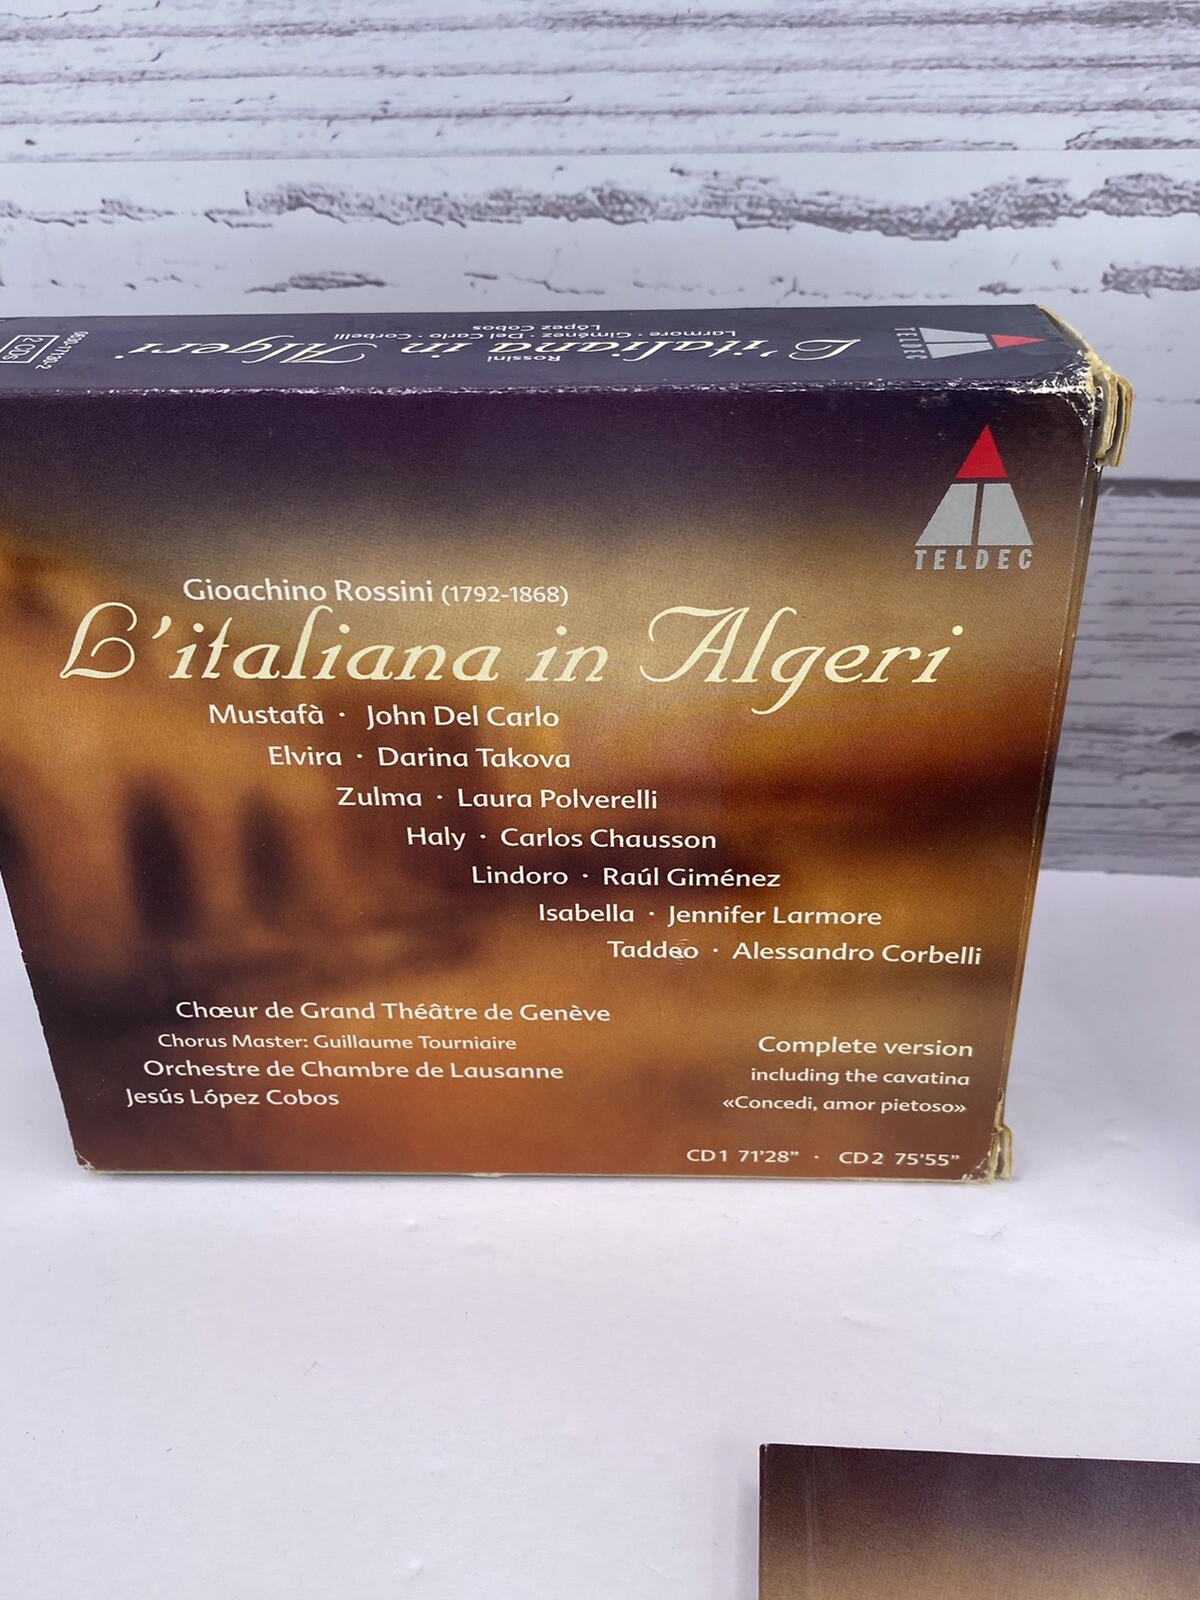 0630-17130-2
2 CDs
Rossini
L'italiana in Algeri
Larmore · Giménez · Del Carlo · Corbelli
López Cobos
TELDEC
TELDEC
Gioachino Rossini (1792-1868)
L'italiana in Algeri
Mustafà · John Del Carlo
Elvira · Darina Takova
Zulma · Laura Polverelli
Haly · Carlos Chausson
Lindoro · Raúl Giménez
Isabella · Jennifer Larmore
Taddeo · Alessandro Corbelli
Chœur de Grand Théâtre de Genève
Chorus Master: Guillaume Tourniaire
Orchestre de Chambre de Lausanne
Jesús López Cobos
Complete version
including the cavatina
«Concedi, amor pietoso»
CD1 71'28" · CD2 75'55"